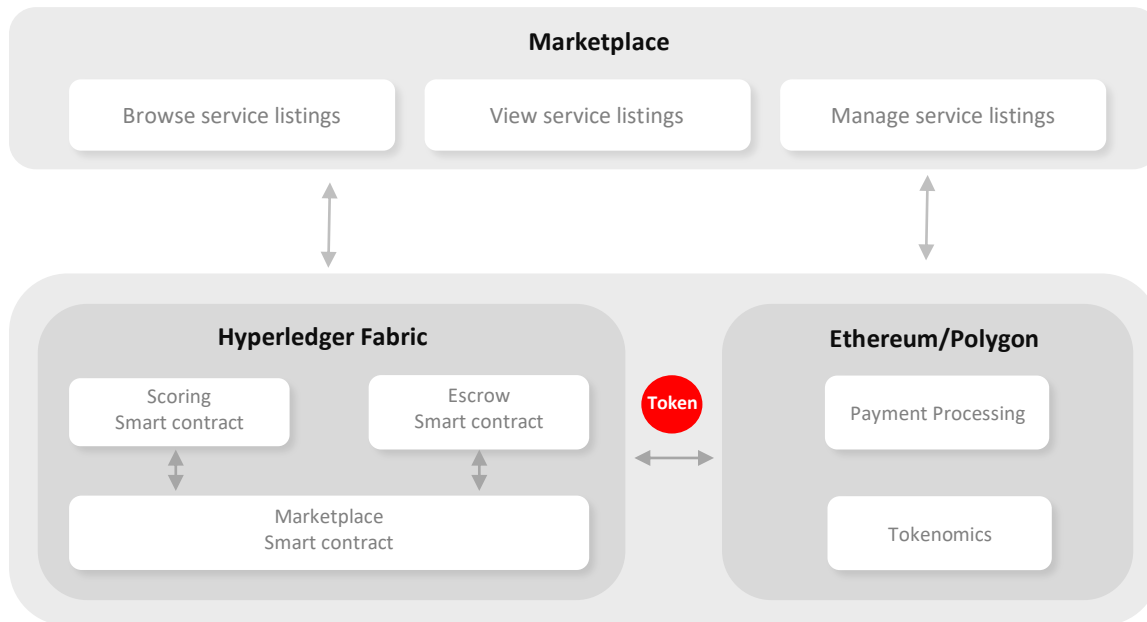 Marketplace
Browse service listings
View service listings
Manage service listings
Hyperledger Fabric
Scoring
Smart contract
Escrow
Smart contract
Marketplace
Smart contract
Token
Ethereum/Polygon
Payment Processing
Tokenomics